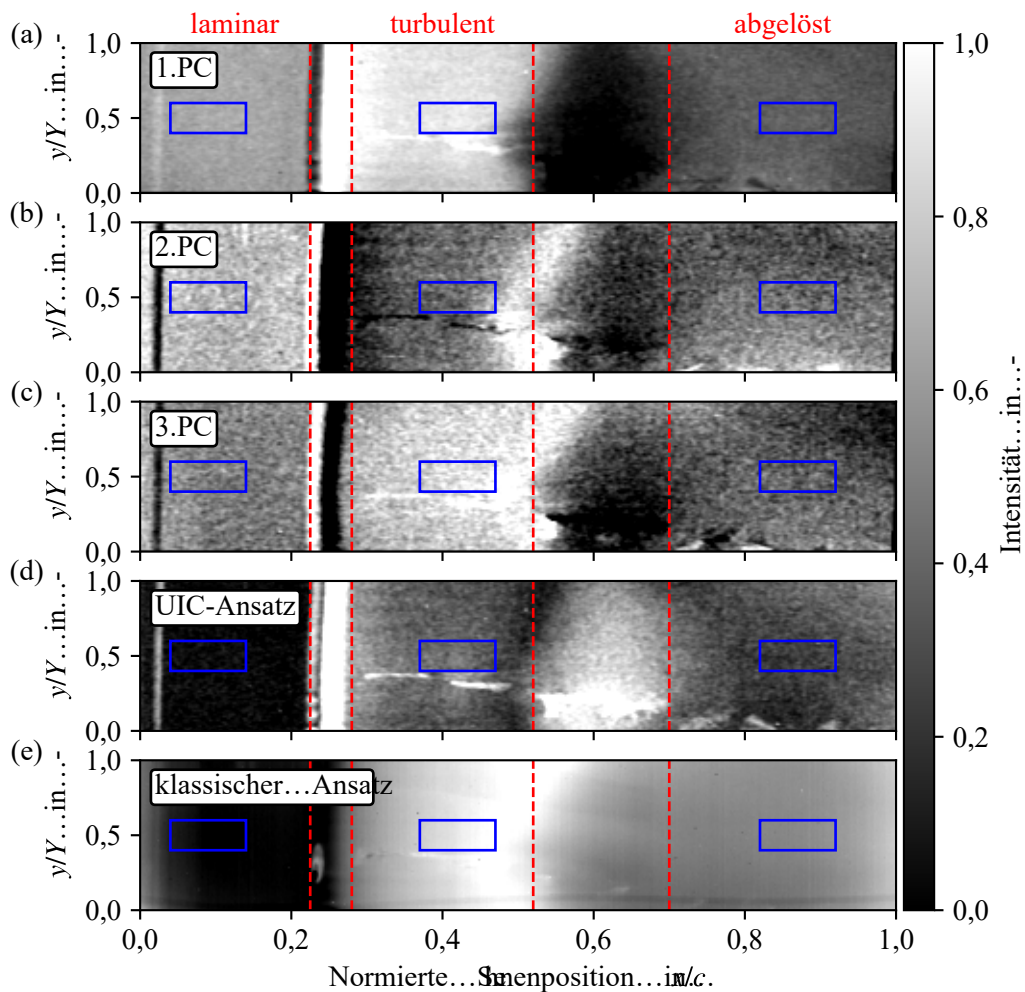 laminar turbulent abgelöst
(a) 1,0 0,5 0,0 y/Y…in…-
1.PC
(b) 1,0 0,5 0,0 y/Y…in…-
2.PC
(c) 1,0 0,5 0,0 y/Y…in…-
3.PC
(d) 1,0 0,5 0,0 y/Y…in…-
UIC-Ansatz
(e) 1,0 0,5 0,0 y/Y…in…-
klassischer…Ansatz
0,0 0,2 0,4 0,6 0,8 1,0
Normierte…
1,0
0,8
0,6
0,4
0,2
0,0
Intensität…in…-